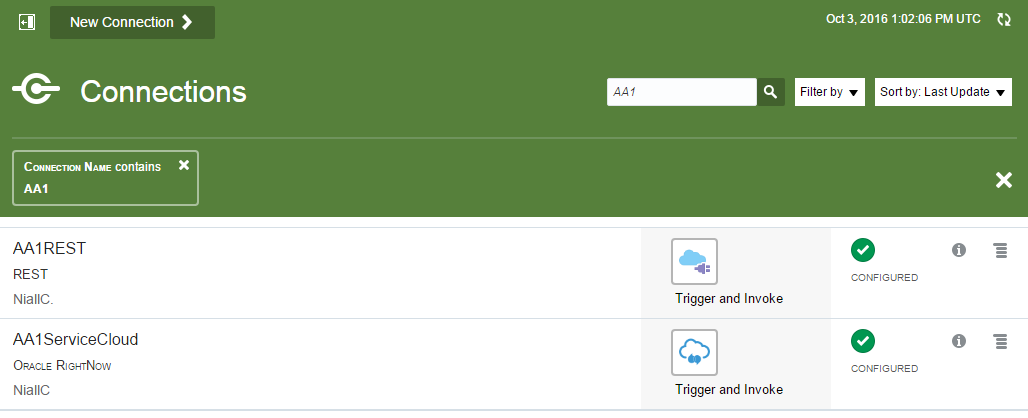 New Connection
Oct 3, 2016 1:02:06 PM UTC
Connections
AA1
Filter by
Sort by: Last Update
Connection Name contains
AA1
AA1REST
REST
NiallC.
Trigger and Invoke
CONFIGURED
AA1ServiceCloud
Oracle RightNow
NiallC
Trigger and Invoke
CONFIGURED